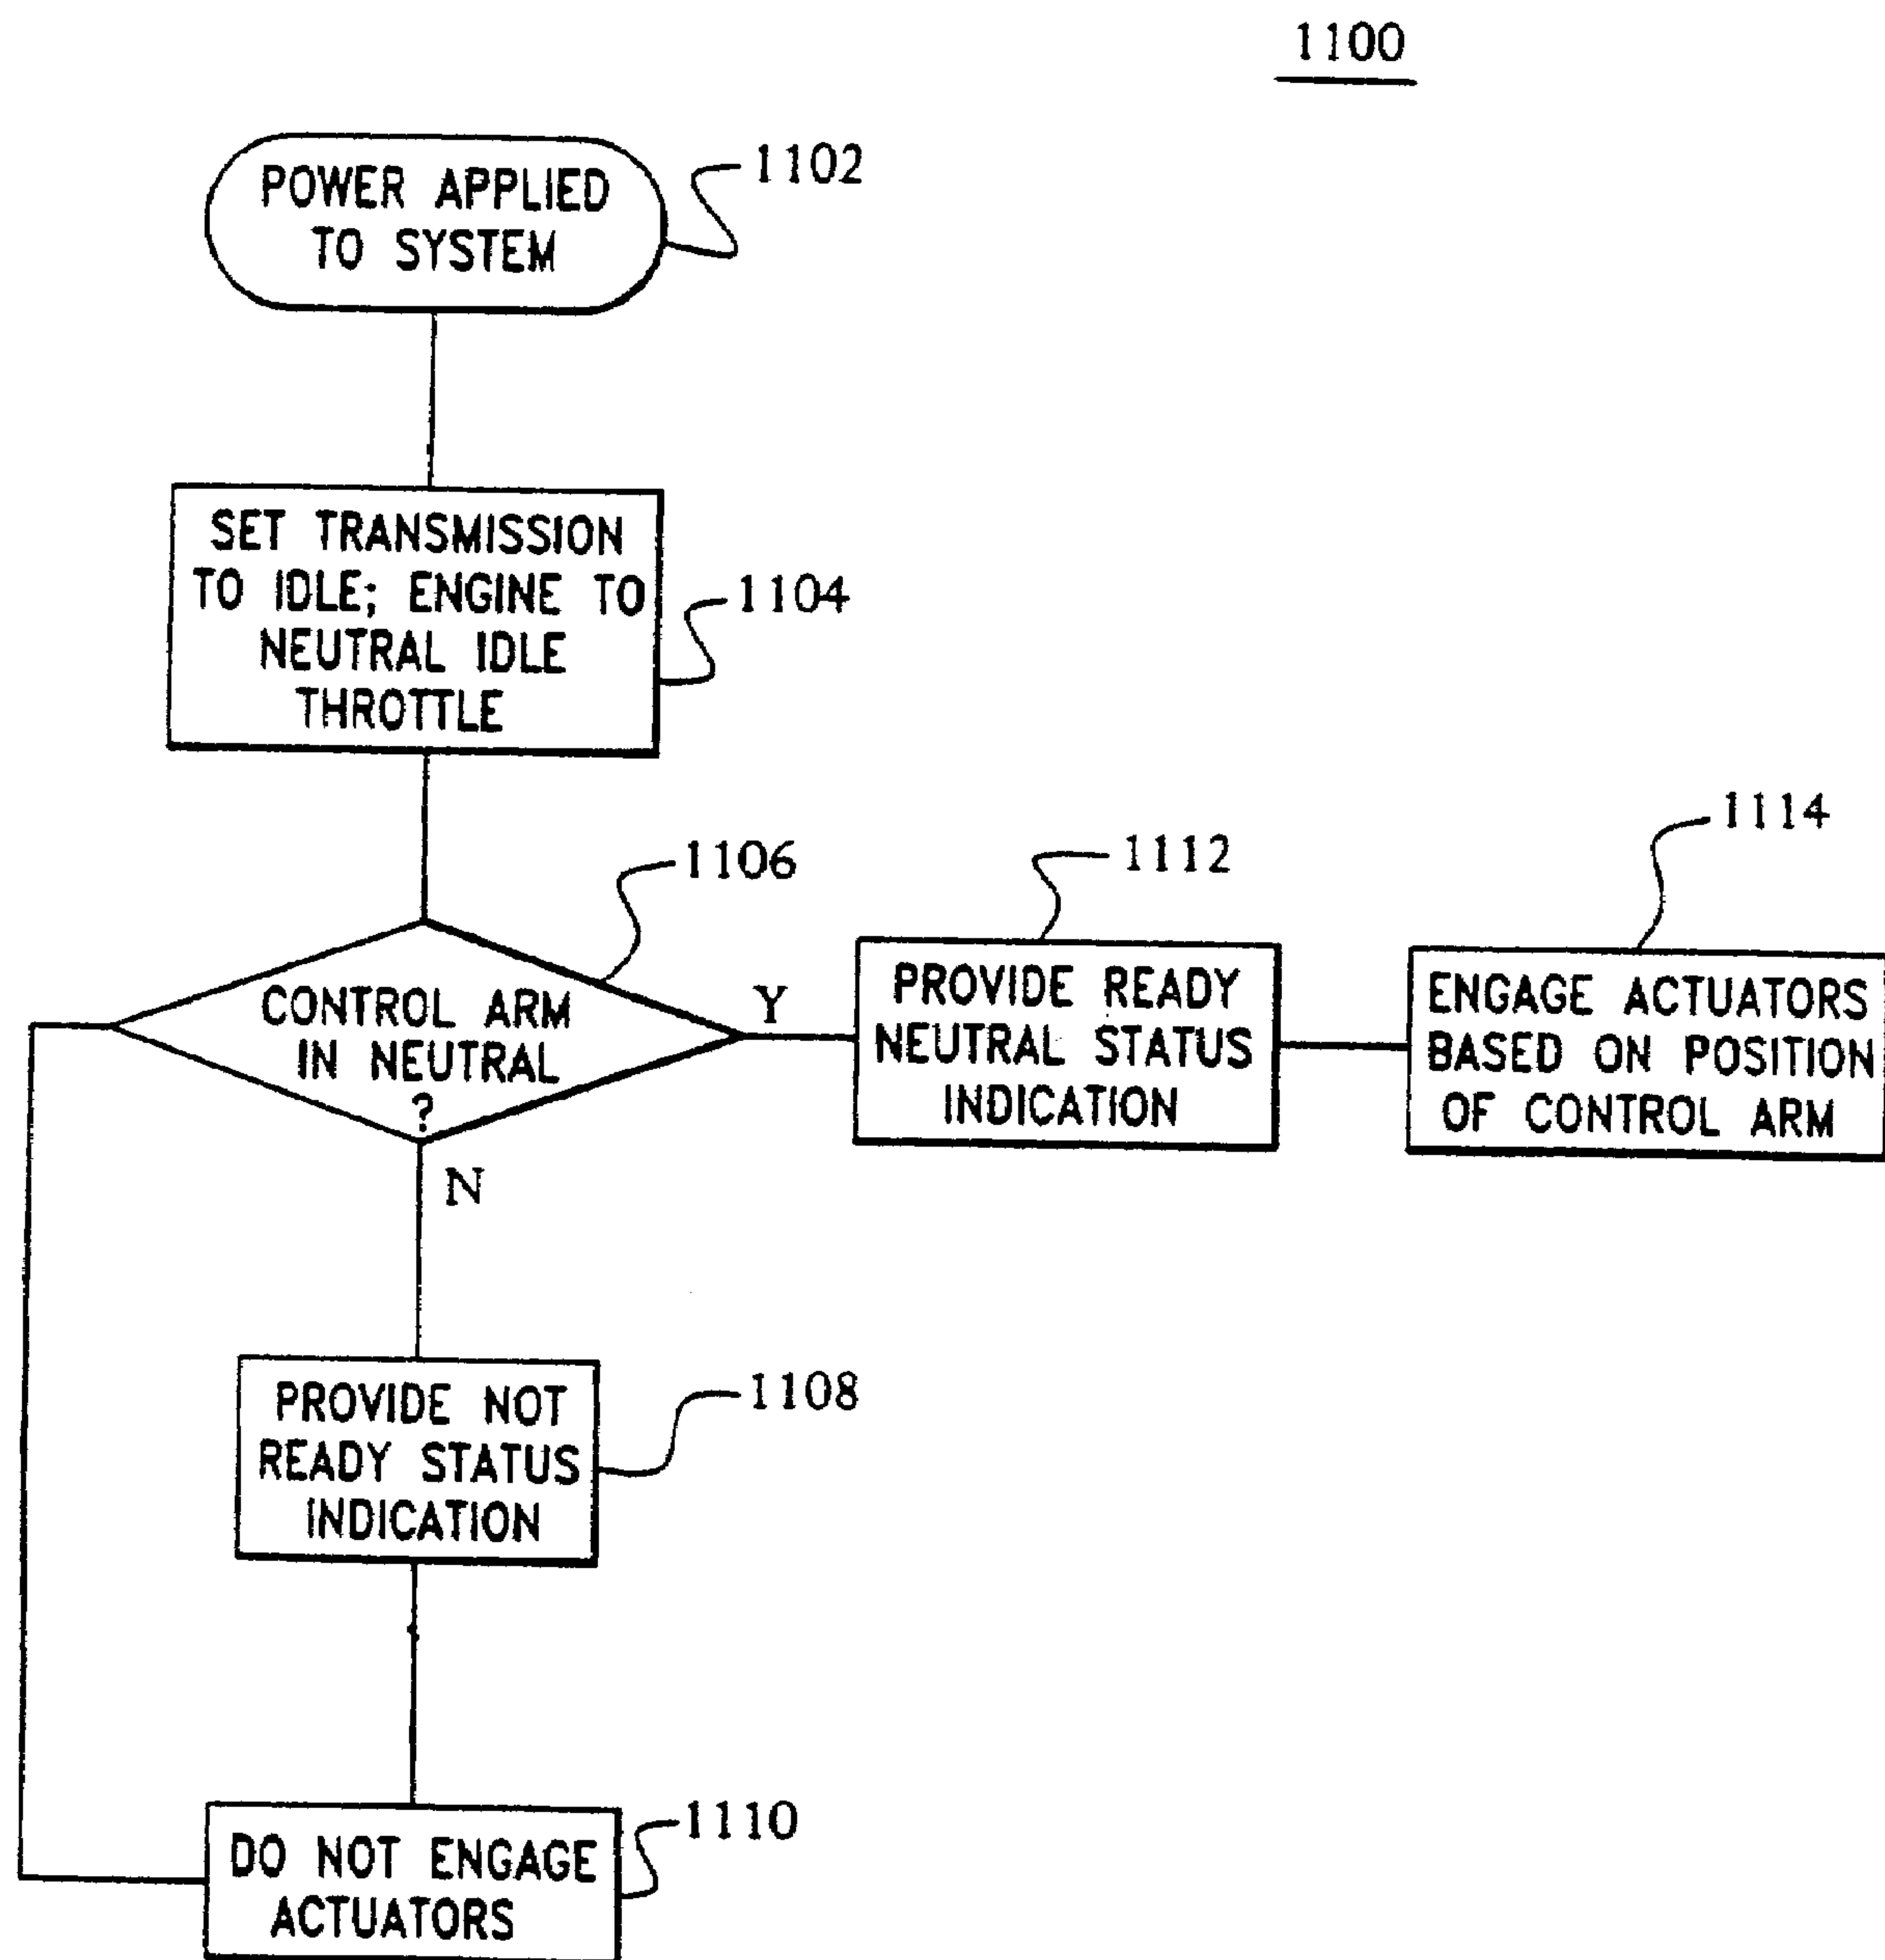 1100
POWER APPLIED
TO SYSTEM
1102
SET TRANSMISSION
TO IDLE; ENGINE TO
NEUTRAL IDLE
THROTTLE
1104
CONTROL ARM
IN NEUTRAL
?
1106
Y
N
PROVIDE READY
NEUTRAL STATUS
INDICATION
1112
ENGAGE ACTUATORS
BASED ON POSITION
OF CONTROL ARM
1114
PROVIDE NOT
READY STATUS
INDICATION
1108
DO NOT ENGAGE
ACTUATORS
1110